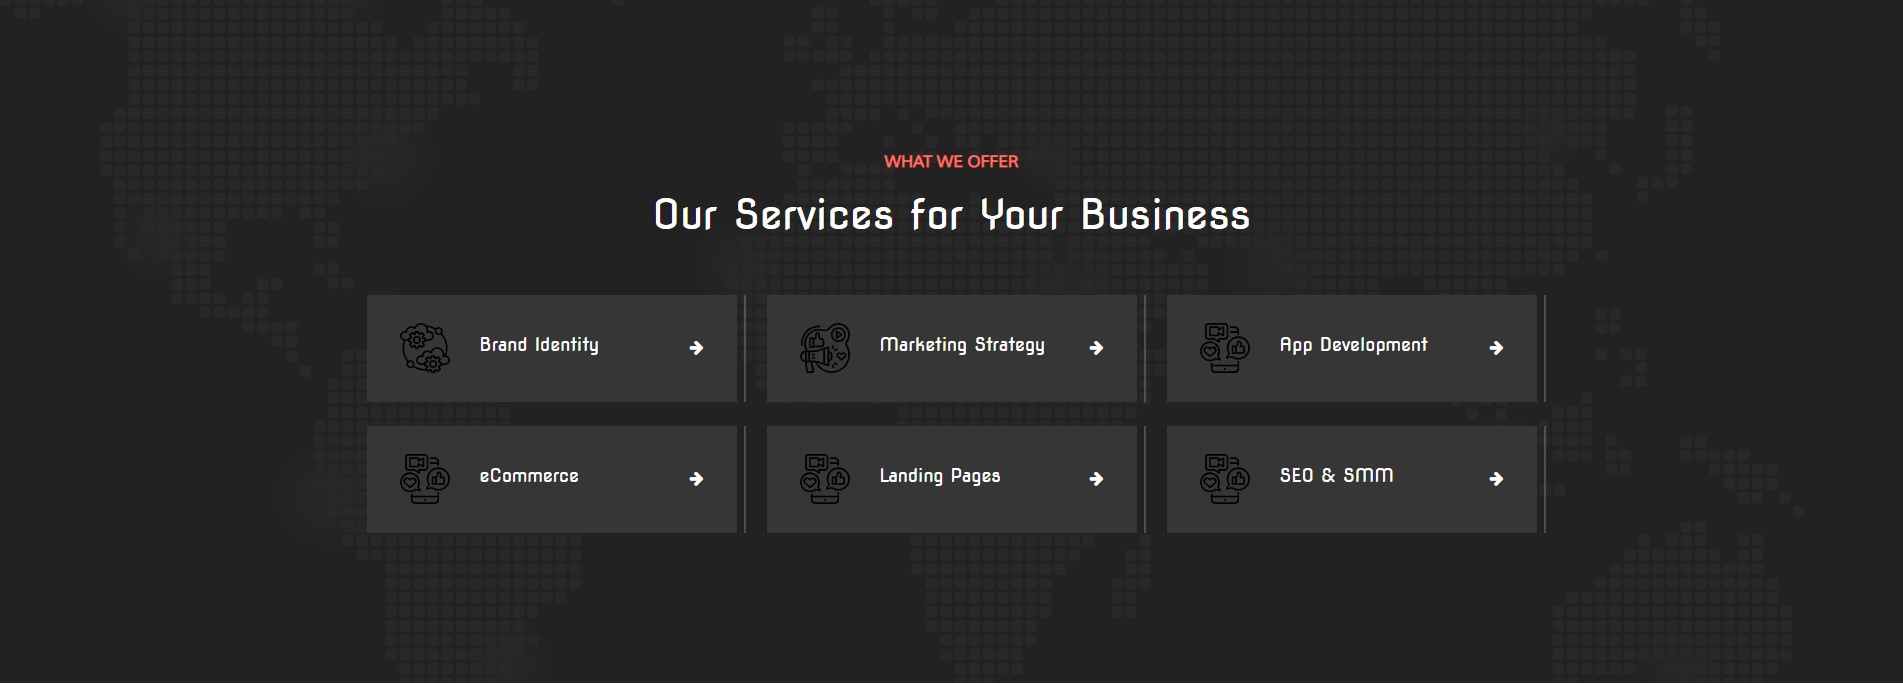 WHAT WE OFFER
Our Services for Your Business
Brand Identity
Marketing Strategy
App Development
eCommerce
Landing Pages
SEO & SMM